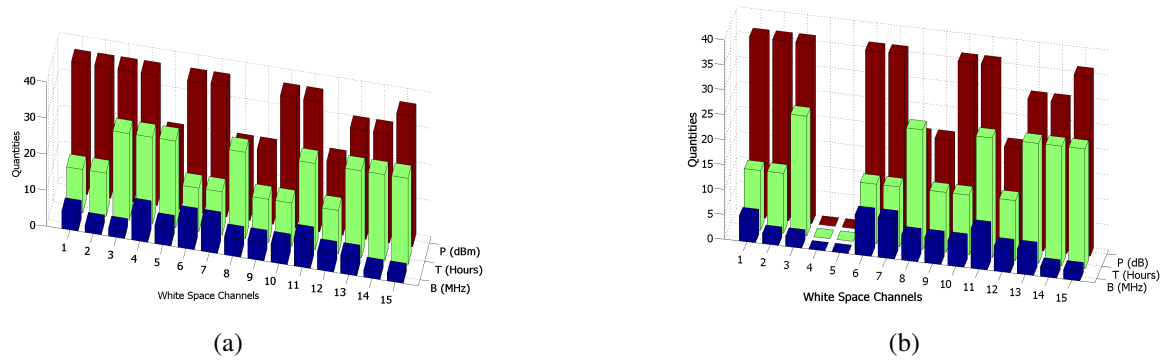 40
30
20
10
0
Quantities
1 2 3 4 5 6 7 8 9 10 11 12 13 14 15
White Space Channels
P (dBm)
T (Hours)
B (MHz)
(a)
40
35
30
25
20
15
10
5
0
Quantities
1 2 3 4 5 6 7 8 9 10 11 12 13 14 15
White Space Channels
P (dB)
T (Hours)
B (MHz)
(b)